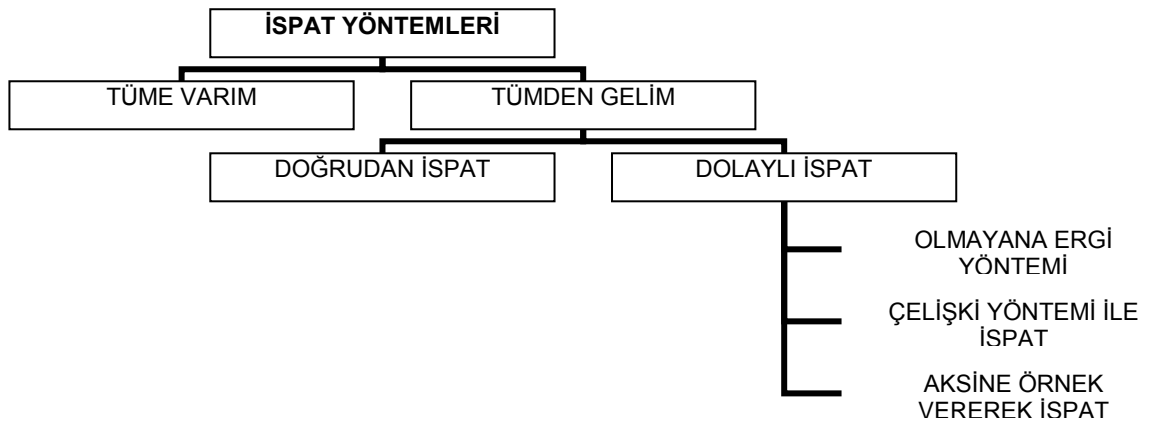 İSPAT YÖNTEMLERİ
TÜME VARIM
TÜMDEN GELİM
DOĞRUDAN İSPAT
DOLAYLI İSPAT
OLMAYANA ERGİ
YÖNTEMİ
ÇELİŞKİ YÖNTEMİ İLE
İSPAT
AKSİNE ÖRNEK
VEREREK İSPAT